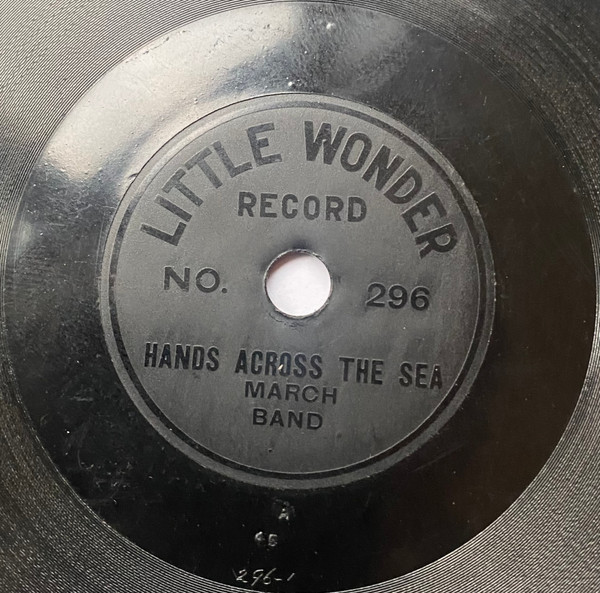 LITTLE WONDER
RECORD
NO. 296
HANDS ACROSS THE SEA
MARCH
BAND
A
296-1